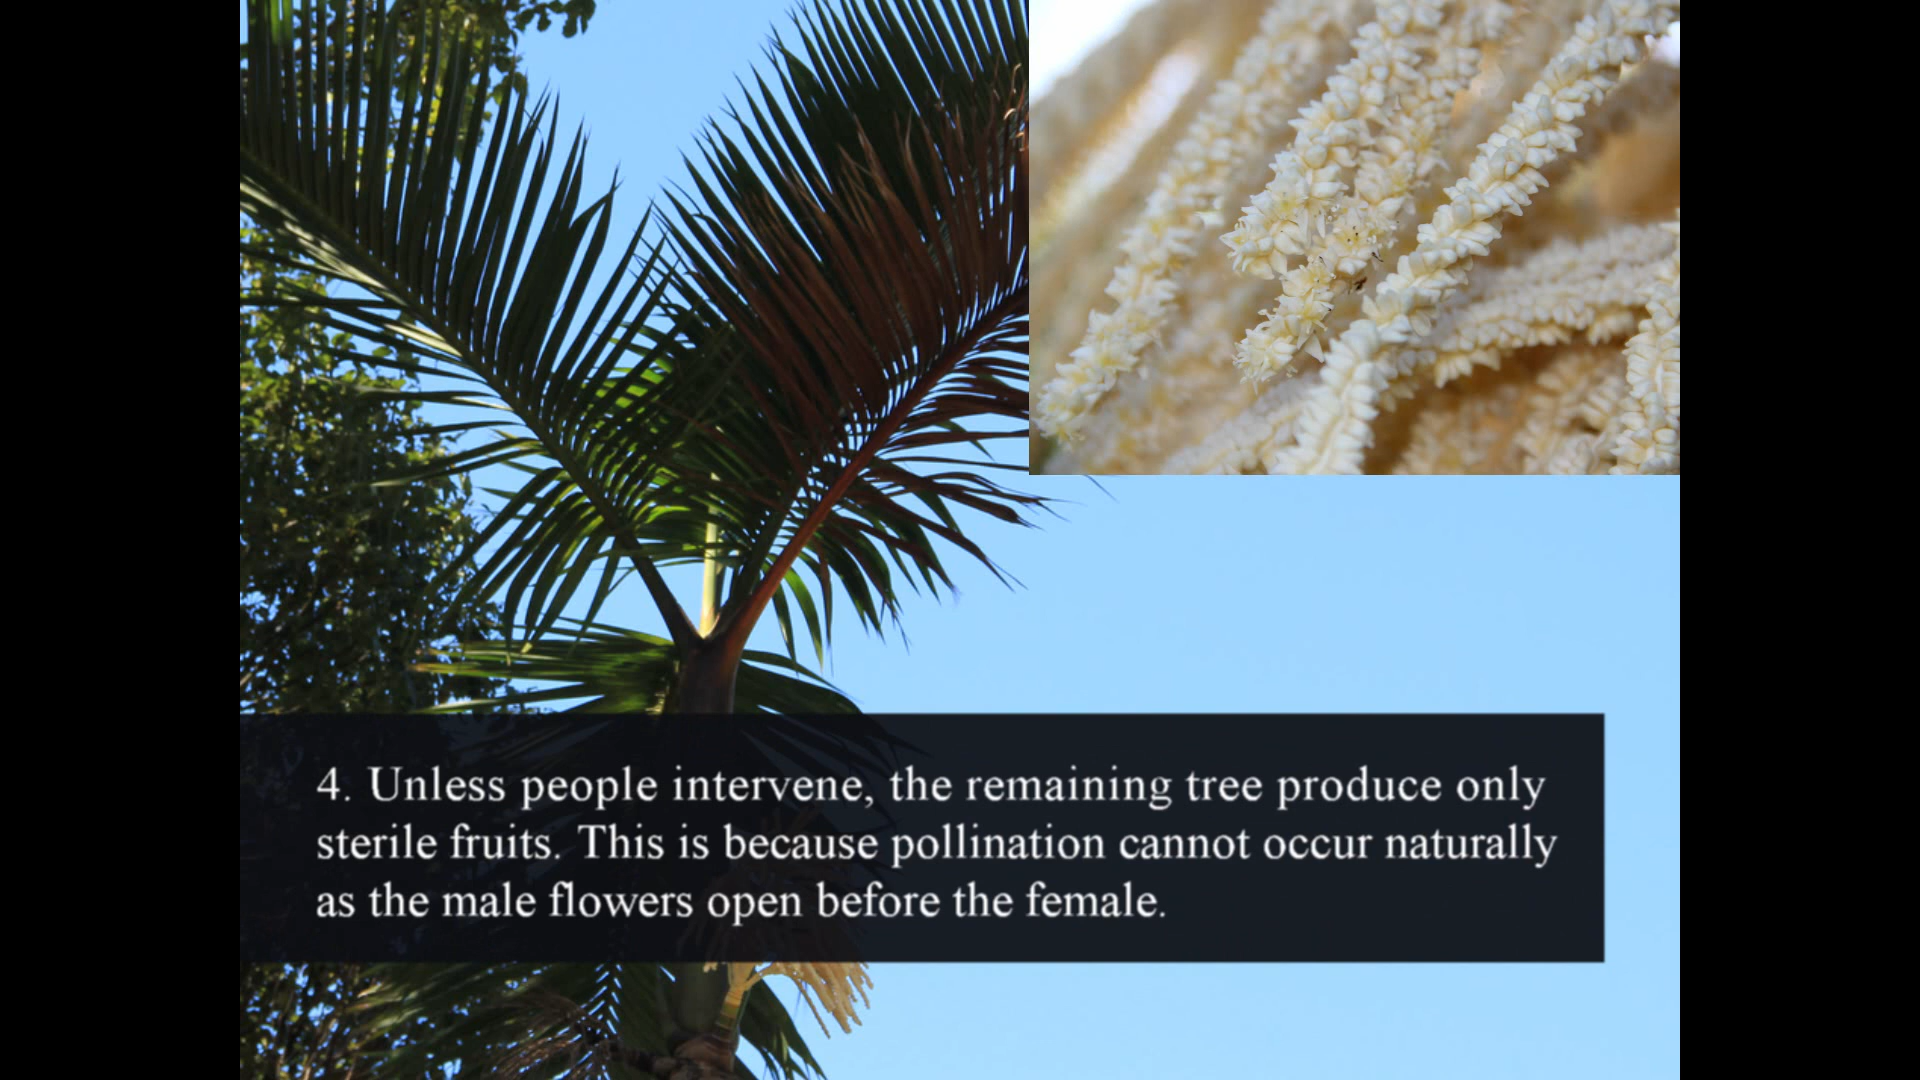 4. Unless people intervene, the remaining tree produce only
sterile fruits. This is because pollination cannot occur naturally
as the male flowers open before the female.